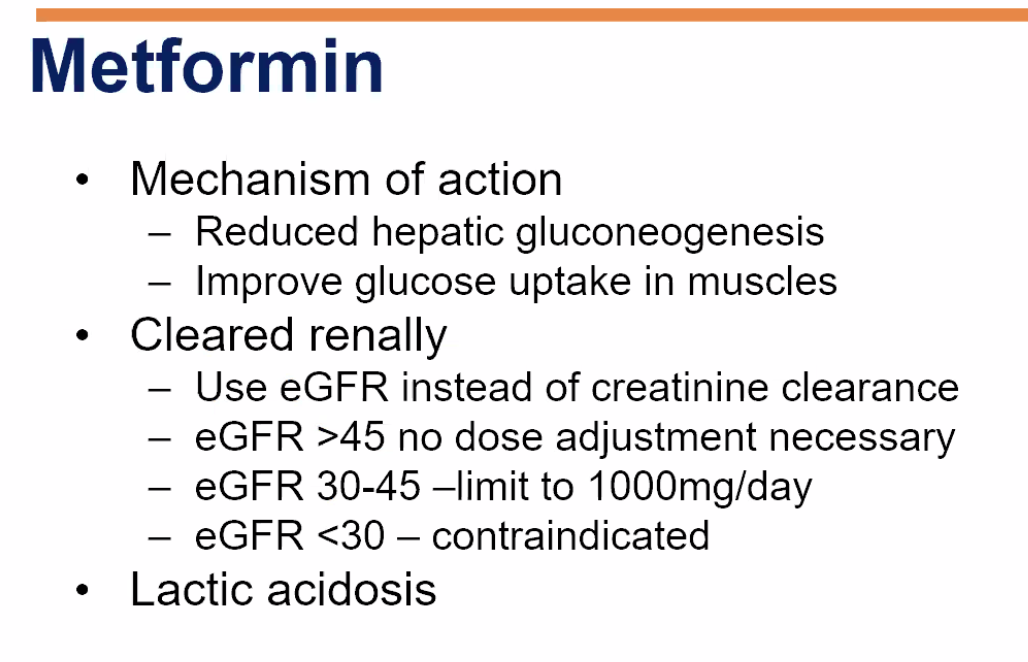 Metformin
• Mechanism of action
– Reduced hepatic gluconeogenesis
– Improve glucose uptake in muscles
• Cleared renally
– Use eGFR instead of creatinine clearance
– eGFR >45 no dose adjustment necessary
– eGFR 30-45 –limit to 1000mg/day
– eGFR <30 – contraindicated
• Lactic acidosis